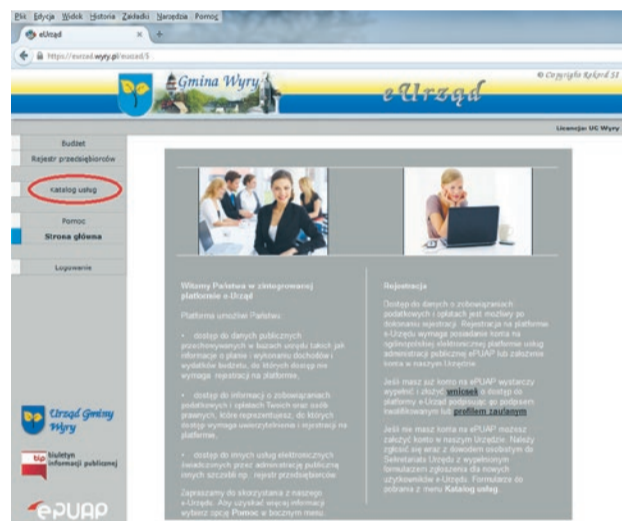 Plik Edycja Widok Historia Zakładki Narzędzia Pomoc
eUrząd
https://eurzad.wyry.pl/eurzad/5
Gmina Wyry
eUrząd
© Copyright Rekord SI
Licencja: UG Wyry
Budżet
Rejestr przedsiębiorców
Katalog usług
Pomoc
Strona główna
Logowanie
Witamy Państwa w zintegrowanej
platformie e-Urząd
Platforma umożliwi Państwu:
• dostęp do danych publicznych
przechowywanych w bazach urzędu takich jak
informacje o planie i wykonaniu dochodów i
wydatków budżetu, do których dostęp nie
wymaga rejestracji na platformie,
• dostęp do informacji o zobowiązaniach
podatkowych i opłatach Twoich oraz osób
prawnych, które reprezentujesz, do których
dostęp wymaga uwierzytelnienia i rejestracji na
platformie,
• dostęp do innych usług elektronicznych
świadczonych przez administrację publiczną
innych szczebli np.: rejestr przedsiębiorców
Zapraszamy do skorzystania z naszego
e-Urzędu. Aby uzyskać więcej informacji
wybierz opcję Pomoc w bocznym menu.
Rejestracja
Dostęp do danych o zobowiązaniach
podatkowych i opłatach jest możliwy po
dokonaniu rejestracji. Rejestracja na platformie
e-Urzędu wymaga posiadanie konta na
ogólnopolskiej elektronicznej platformie usług
administracji publicznej ePUAP lub założenie
konta w naszym Urzędzie.
Jeśli masz już konto na ePUAP wystarczy
wypełnić i złożyć wniosek o dostęp do
platformy e-Urząd podpisując go podpisem
kwalifikowanym lub profilem zaufanym
Jeśli nie masz konta na ePUAP możesz
założyć konto w naszym Urzędzie. Należy
zgłosić się wraz z dowodem osobistym do
Sekretariatu Urzędu z wypełnionym
formularzem zgłoszenia dla nowych
użytkowników e-Urzędu. Formularze do
pobrania z menu Katalog usług.
Urząd Gminy
Wyry
bip biuletyn
informacji publicznej
ePUAP